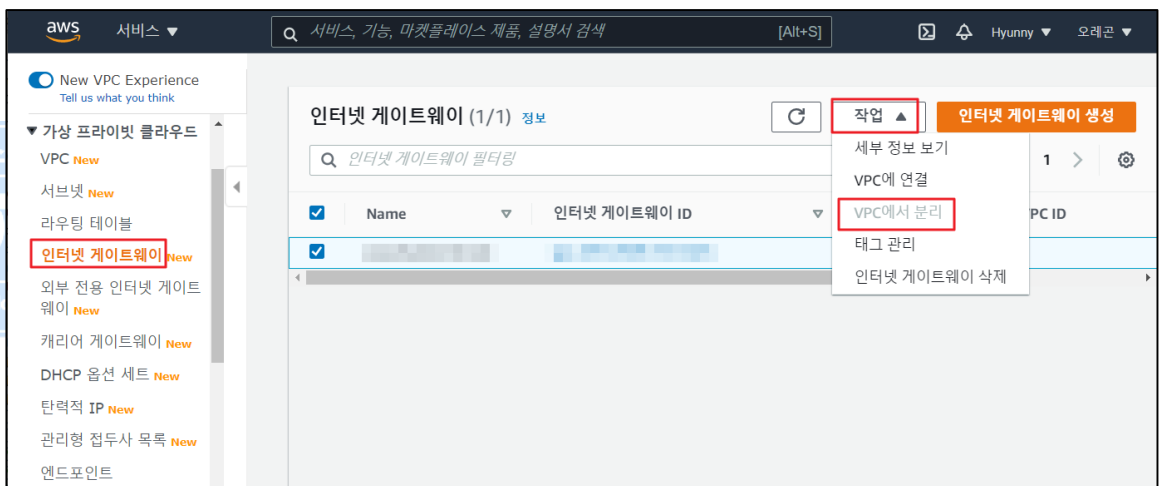 aws 서비스 ▼ 서비스, 기능, 마켓플레이스 제품, 설명서 검색 [Alt+S] Hyunny ▼ 오레곤 ▼
New VPC Experience
Tell us what you think
▼ 가상 프라이빗 클라우드
VPC New
서브넷 New
라우팅 테이블
인터넷 게이트웨이 New
외부 전용 인터넷 게이트
웨이 New
캐리어 게이트웨이 New
DHCP 옵션 세트 New
탄력적 IP New
관리형 접두사 목록 New
엔드포인트
인터넷 게이트웨이 (1/1) 정보
작업 ▲
인터넷 게이트웨이 생성
인터넷 게이트웨이 필터링
1
세부 정보 보기
VPC에 연결
VPC에서 분리
태그 관리
인터넷 게이트웨이 삭제
Name 인터넷 게이트웨이 ID PC ID